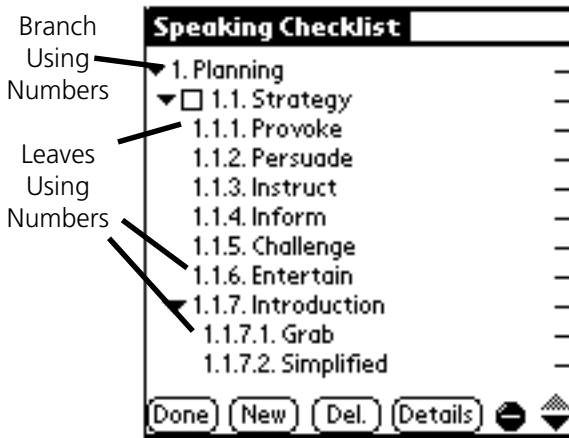 Branch
Using
Numbers
Leaves
Using
Numbers
Speaking Checklist
1. Planning
1.1. Strategy
1.1.1. Provoke
1.1.2. Persuade
1.1.3. Instruct
1.1.4. Inform
1.1.5. Challenge
1.1.6. Entertain
1.1.7. Introduction
1.1.7.1. Grab
1.1.7.2. Simplified
Done New Del. Details